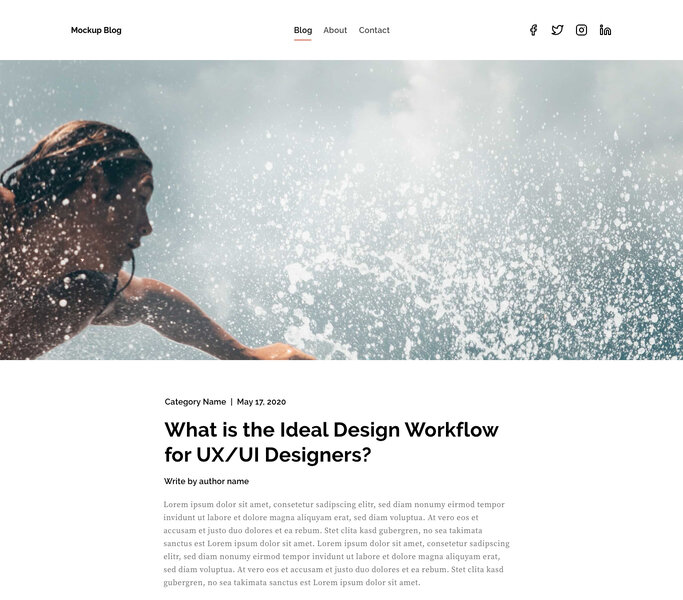 Mockup Blog
Blog About Contact
Category Name | May 17, 2020
What is the Ideal Design Workflow
for UX/UI Designers?
Write by author name
Lorem ipsum dolor sit amet, consetetur sadipscing elitr, sed diam nonumy eirmod tempor
invidunt ut labore et dolore magna aliquyam erat, sed diam voluptua. At vero eos et
accusam et justo duo dolores et ea rebum. Stet clita kasd gubergren, no sea takimata
sanctus est Lorem ipsum dolor sit amet. Lorem ipsum dolor sit amet, consetetur sadipscing
elitr, sed diam nonumy eirmod tempor invidunt ut labore et dolore magna aliquyam erat,
sed diam voluptua. At vero eos et accusam et justo duo dolores et ea rebum. Stet clita kasd
gubergren, no sea takimata sanctus est Lorem ipsum dolor sit amet.